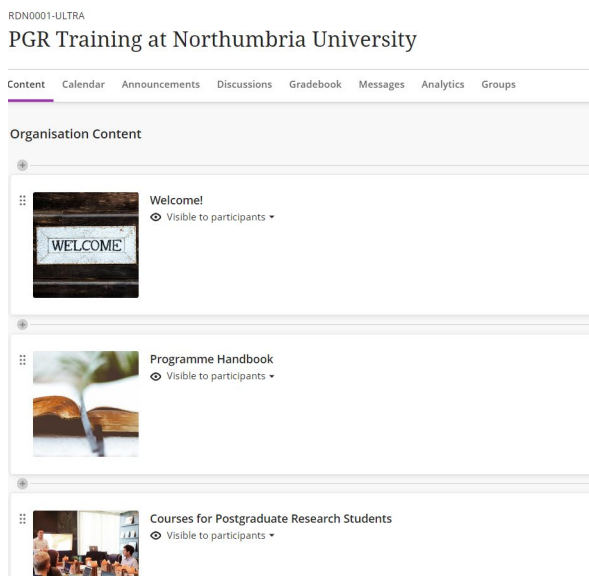 RDN0001-ULTRA
PGR Training at Northumbria University
Content Calendar Announcements Discussions Gradebook Messages Analytics Groups
Organisation Content
Welcome!
Visible to participants
WELCOME
Programme Handbook
Visible to participants
Courses for Postgraduate Research Students
Visible to participants